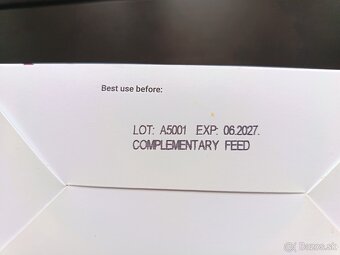 Best use before:
LOT: A5001 EXP: 06.2027.
COMPLEMENTARY FEED
Bazos.sk